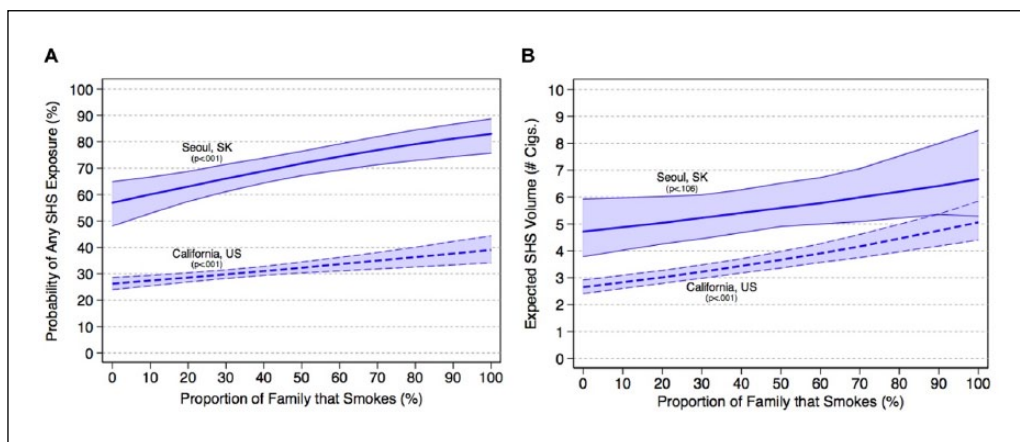 A
Probability of Any SHS Exposure (%)
100
90
80
70
60
50
40
30
20
10
0
Seoul, SK
(p<.001)
California, US
(p<.001)
0 10 20 30 40 50 60 70 80 90 100
Proportion of Family that Smokes (%)
B
Expected SHS Volume (# Cigs.)
10
9
8
7
6
5
4
3
2
1
0
Seoul, SK
(p<.106)
California, US
(p<.001)
0 10 20 30 40 50 60 70 80 90 100
Proportion of Family that Smokes (%)